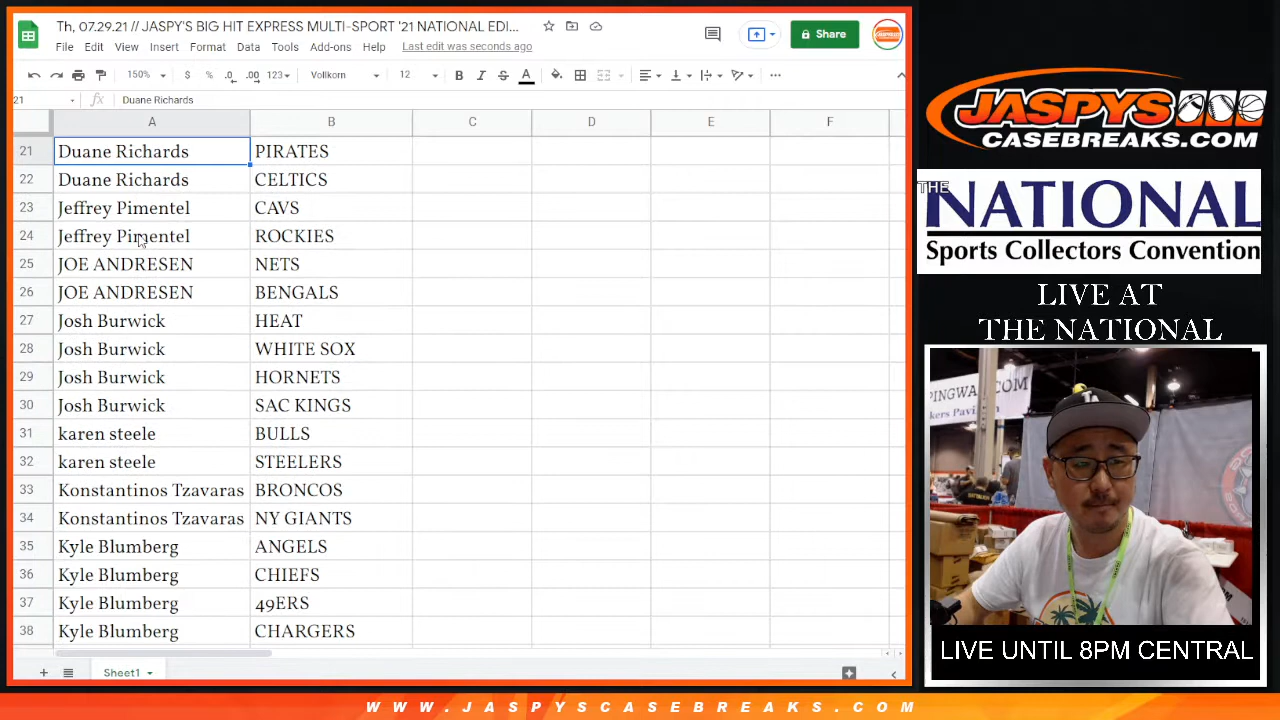 Th, 07.29.21 // JASPY'S BIG HIT EXPRESS MULTI-SPORT '21 NATIONAL EDI...
Share
File Edit View Insert Format Data Tools Add-ons Help Last edit was seconds ago
150% $ % .0 .00 123 Vollkorn 12 B I S A
21 fx Duane Richards
A B C D E F
21 Duane Richards PIRATES
22 Duane Richards CELTICS
23 Jeffrey Pimentel CAVS
24 Jeffrey Pimentel ROCKIES
25 JOE ANDRESEN NETS
26 JOE ANDRESEN BENGALS
27 Josh Burwick HEAT
28 Josh Burwick WHITE SOX
29 Josh Burwick HORNETS
30 Josh Burwick SAC KINGS
31 karen steele BULLS
32 karen steele STEELERS
33 Konstantinos Tzavaras BRONCOS
34 Konstantinos Tzavaras NY GIANTS
35 Kyle Blumberg ANGELS
36 Kyle Blumberg CHIEFS
37 Kyle Blumberg 49ERS
38 Kyle Blumberg CHARGERS
Sheet1
JASPYS
CASEBREAKS.COM
THE
NATIONAL
Sports Collectors Convention
LIVE AT
THE NATIONAL
PINGWA .COM
kers Pavilion
LIVE UNTIL 8PM CENTRAL
WWW.JASPYSCASEBREAKS.COM